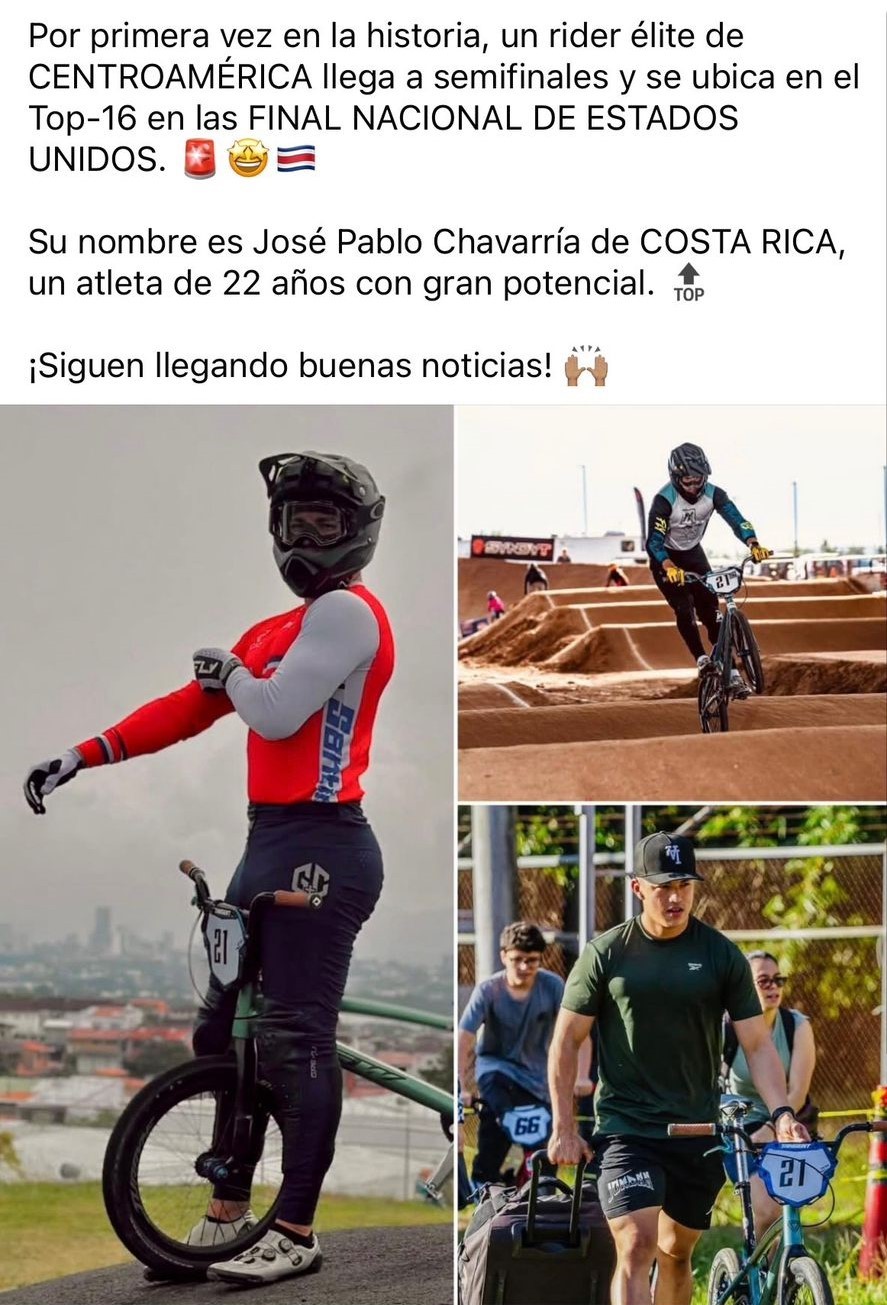 Por primera vez en la historia, un rider élite de
CENTROAMÉRICA llega a semifinales y se ubica en el
Top-16 en las FINAL NACIONAL DE ESTADOS
UNIDOS. 🚨🤩🇨🇷
Su nombre es José Pablo Chavarría de COSTA RICA,
un atleta de 22 años con gran potencial. 🔝
¡Siguen llegando buenas noticias! 🙌🏽
21
21
66
21